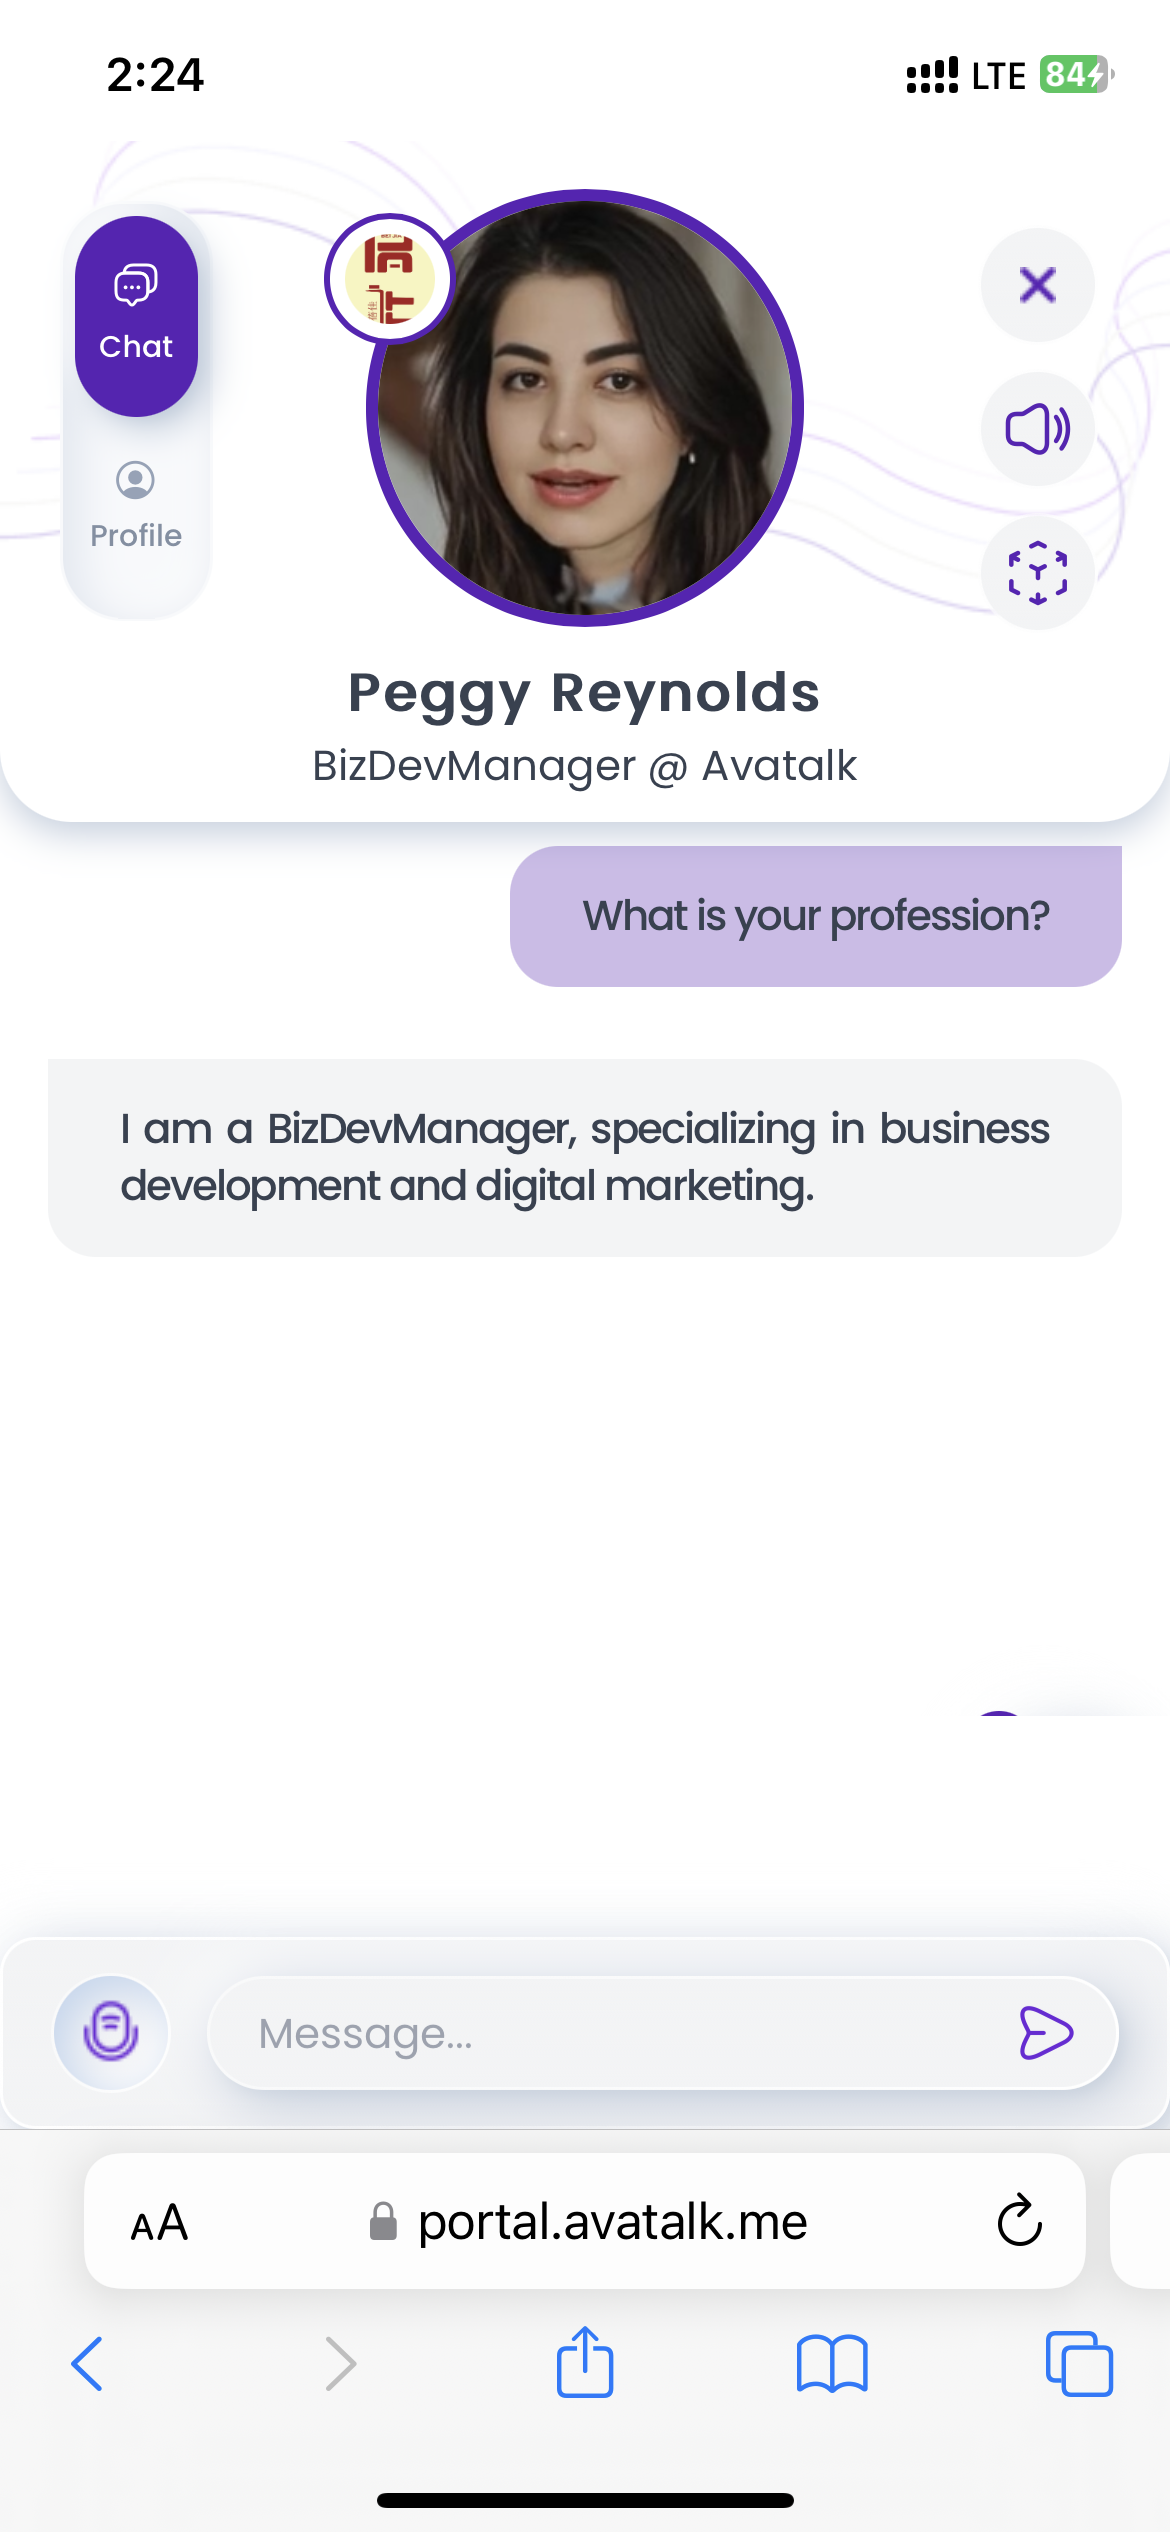 2:24
LTE
84
Chat
Profile
Peggy Reynolds
BizDevManager @ Avatalk
What is your profession?
I am a BizDevManager, specializing in business
development and digital marketing.
Message...
AA
portal.avatalk.me